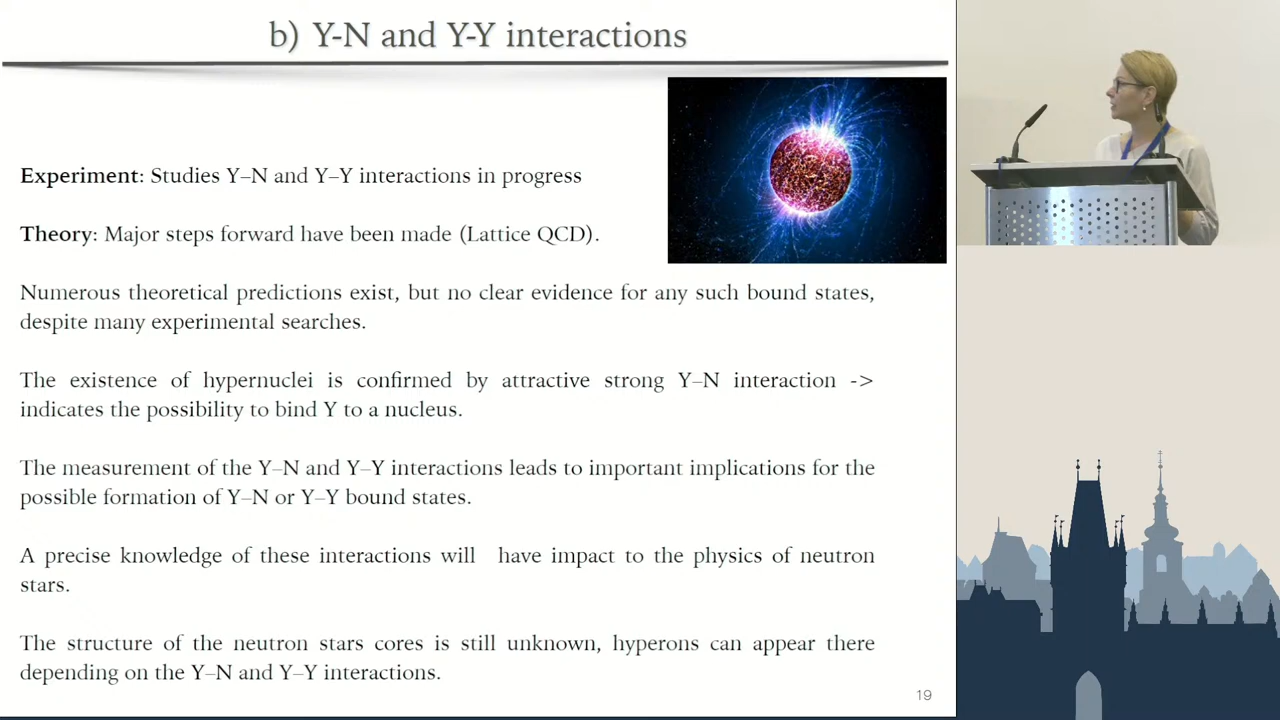 b) Y-N and Y-Y interactions
Experiment: Studies Y–N and Y–Y interactions in progress
Theory: Major steps forward have been made (Lattice QCD).
Numerous theoretical predictions exist, but no clear evidence for any such bound states,
despite many experimental searches.
The existence of hypernuclei is confirmed by attractive strong Y–N interaction ->
indicates the possibility to bind Y to a nucleus.
The measurement of the Y–N and Y–Y interactions leads to important implications for the
possible formation of Y–N or Y–Y bound states.
A precise knowledge of these interactions will have impact to the physics of neutron
stars.
The structure of the neutron stars cores is still unknown, hyperons can appear there
depending on the Y–N and Y–Y interactions.
19